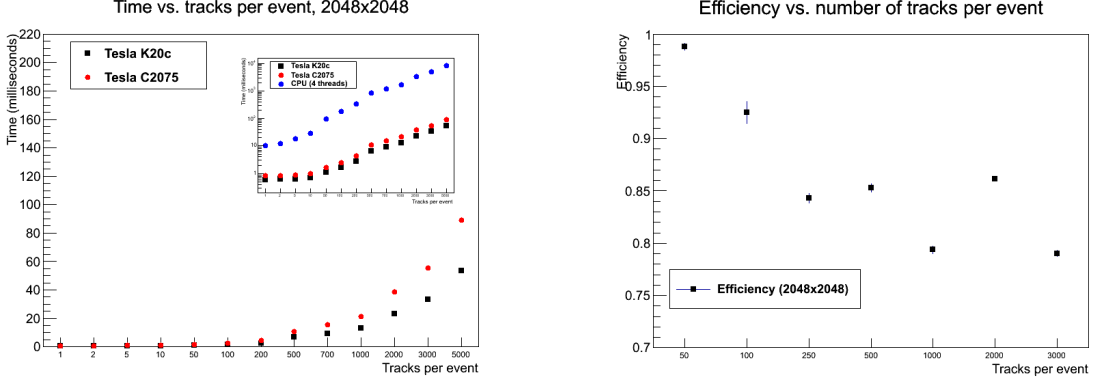 Time vs. tracks per event, 2048x2048
Time (milliseconds)
220
200
180
160
140
120
100
80
60
40
20
0
Tesla K20c
Tesla C2075
Time (milliseconds)
Tesla K20c
Tesla C2075
CPU (4 threads)
Tracks per event
1 2 5 10 50 100 200 500 700 1000 2000 3000 5000
Tracks per event
Efficiency vs. number of tracks per event
Efficiency
1
0.95
0.9
0.85
0.8
0.75
0.7
Efficiency (2048x2048)
50 100 250 500 1000 2000 3000
Tracks per event